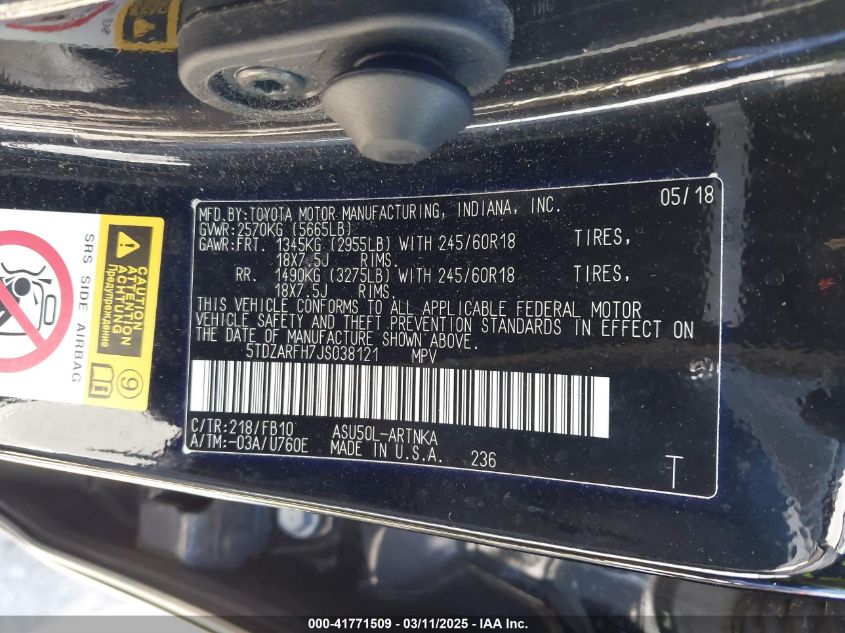 MFD.BY:TOYOTA MOTOR MANUFACTURING, INDIANA, INC. 05/18
GVWR:2570KG (5665LB)
GAWR:FRT. 1345KG (2955LB) WITH 245/60R18 TIRES,
18X7.5J RIMS.
RR. 1490KG (3275LB) WITH 245/60R18 TIRES,
18X7.5J RIMS.
THIS VEHICLE CONFORMS TO ALL APPLICABLE FEDERAL MOTOR
VEHICLE SAFETY AND THEFT PREVENTION STANDARDS IN EFFECT ON
THE DATE OF MANUFACTURE SHOWN ABOVE.
5TDZARFH7JS038121 MPV
C/TR:218/FB10 ASU50L-ARTNKA
A/TM:-03A/U760E MADE IN U.S.A. 236
T
SRS SIDE AIRBAG
CAUTION
ATTENTION
ACHTUNG
9
000-41771509 - 03/11/2025 - IAA Inc.